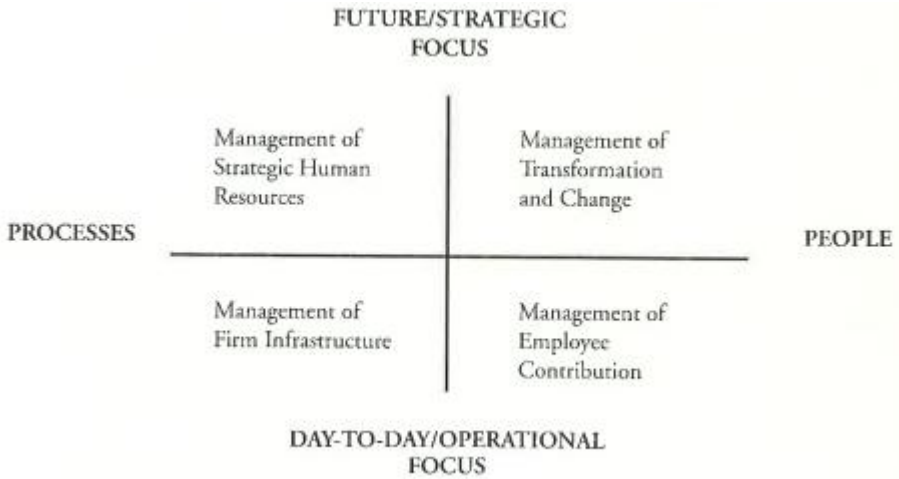 FUTURE/STRATEGIC
FOCUS
Management of
Strategic Human
Resources
Management of
Transformation
and Change
PROCESSES
PEOPLE
Management of
Firm Infrastructure
Management of
Employee
Contribution
DAY-TO-DAY/OPERATIONAL
FOCUS